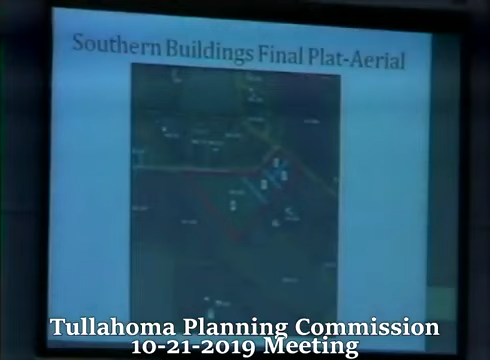 Southern Buildings Final Plat-Aerial
Tullahoma Planning Commission
10-21-2019 Meeting